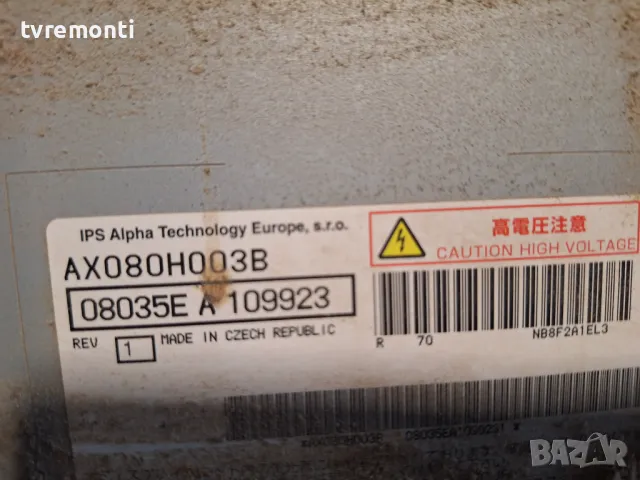 tvremonti
IPS Alpha Technology Europe, s.r.o.
AX080H003B
08035E A 109923
REV 1 MADE IN CZECH REPUBLIC
高電圧注意
CAUTION HIGH VOLTAGE
R 70 NB8F2A1EL3
BAZAR